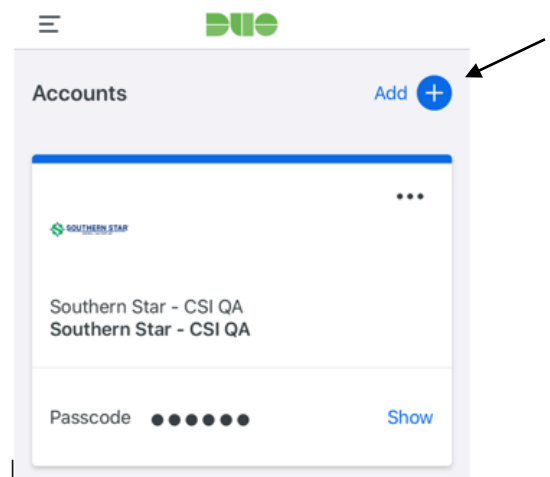 DUO
Accounts
Add
SOUTHERN STAR
Southern Star - CSI QA
Southern Star - CSI QA
Passcode ●●●●●● Show